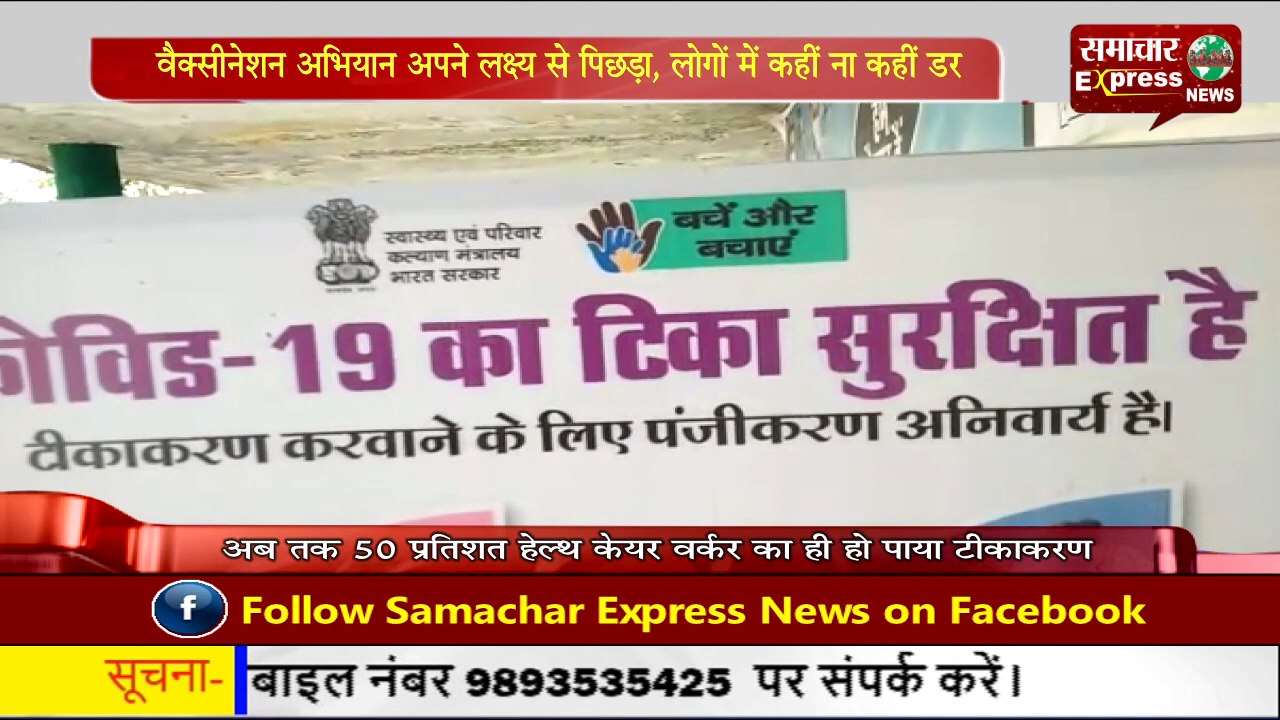 वैक्सीनेशन अभियान अपने लक्ष्य से पिछड़ा, लोगों में कहीं ना कहीं डर
समाचार
Express
NEWS
स्वास्थ्य एवं परिवार
कल्याण मंत्रालय
भारत सरकार
बचें और
बचाएं
कोविड-19 का टिका सुरक्षित है
टीकाकरण करवाने के लिए पंजीकरण अनिवार्य है।
अब तक 50 प्रतिशत हेल्थ केयर वर्कर का ही हो पाया टीकाकरण
f Follow Samachar Express News on Facebook
सूचना- बाइल नंबर 9893535425 पर संपर्क करें।